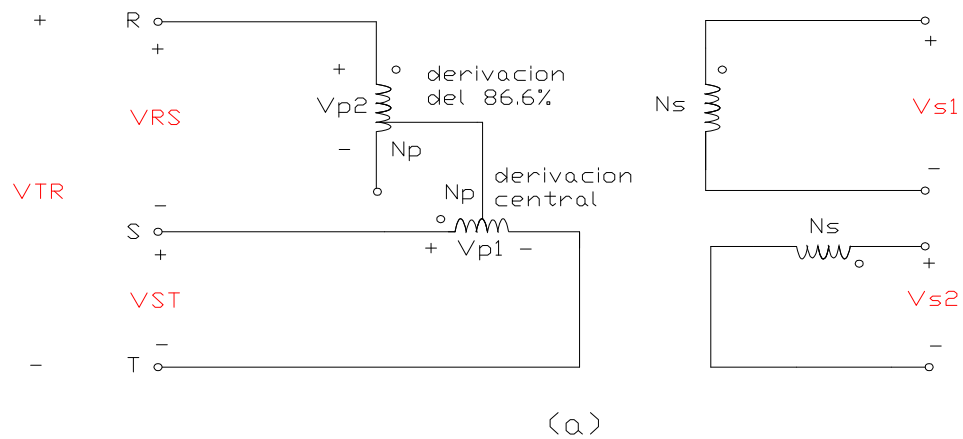 +
R
+
+
derivacion
del 86.6%
Vp2
VRS
-
Np
VTR
derivacion
central
Np
-
S
+
+
Vp1
-
VST
-
-
T
Ns
+
Vs1
-
Ns
+
Vs2
-
(a)